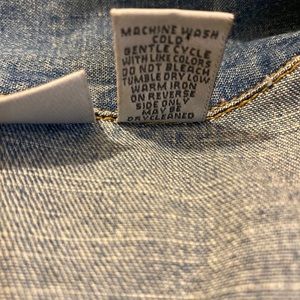 MACHINE WASH
COLD
GENTLE CYCLE
WITH LIKE COLORS
DO NOT BLEACH
TUMBLE DRY LOW
WARM IRON
ON REVERSE
SIDE ONLY
MAY BE
DRYCLEANED